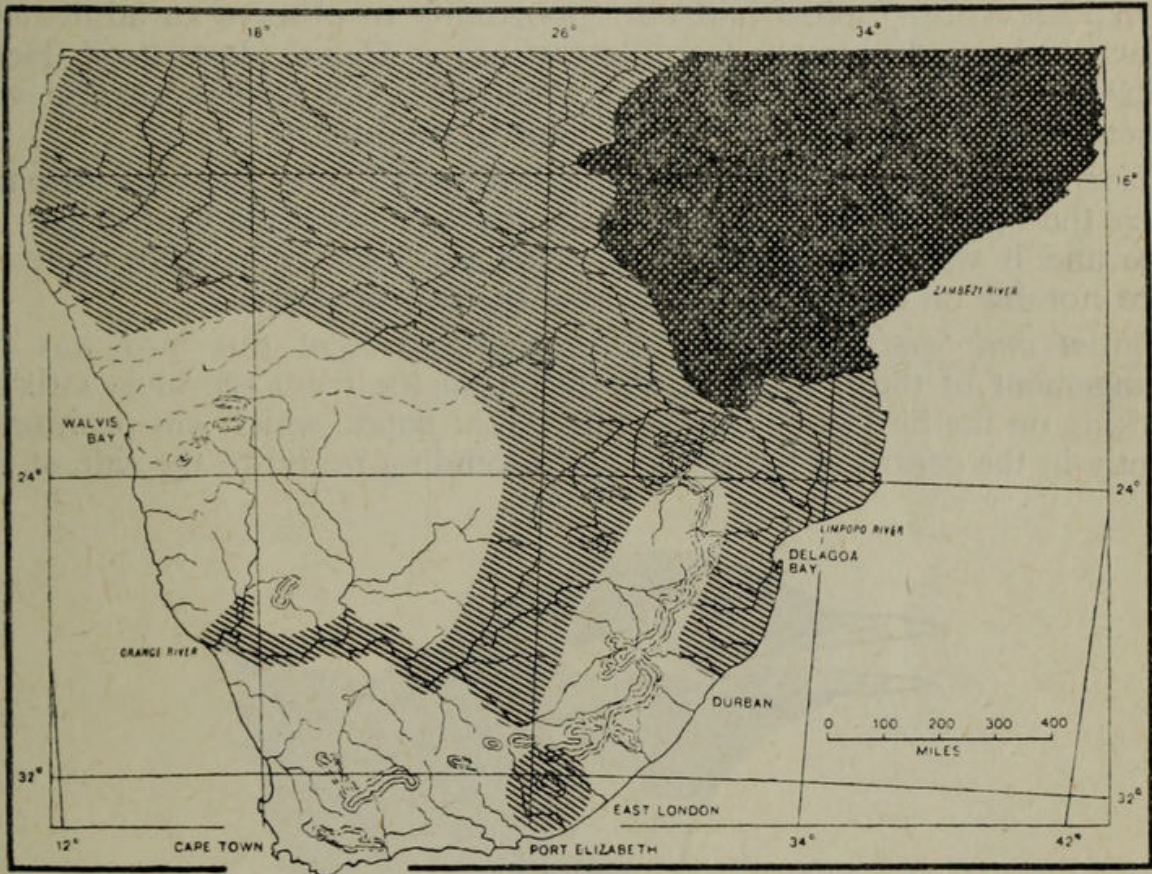 18° 26° 34°
16°
ZAMBEZI RIVER
WALVIS
BAY
24° 24°
LIMPOPO RIVER
DELAGOA
BAY
ORANGE RIVER
DURBAN
0 100 200 300 400
MILES
32° 32°
EAST LONDON
12° CAPE TOWN PORT ELIZABETH 34° 42°